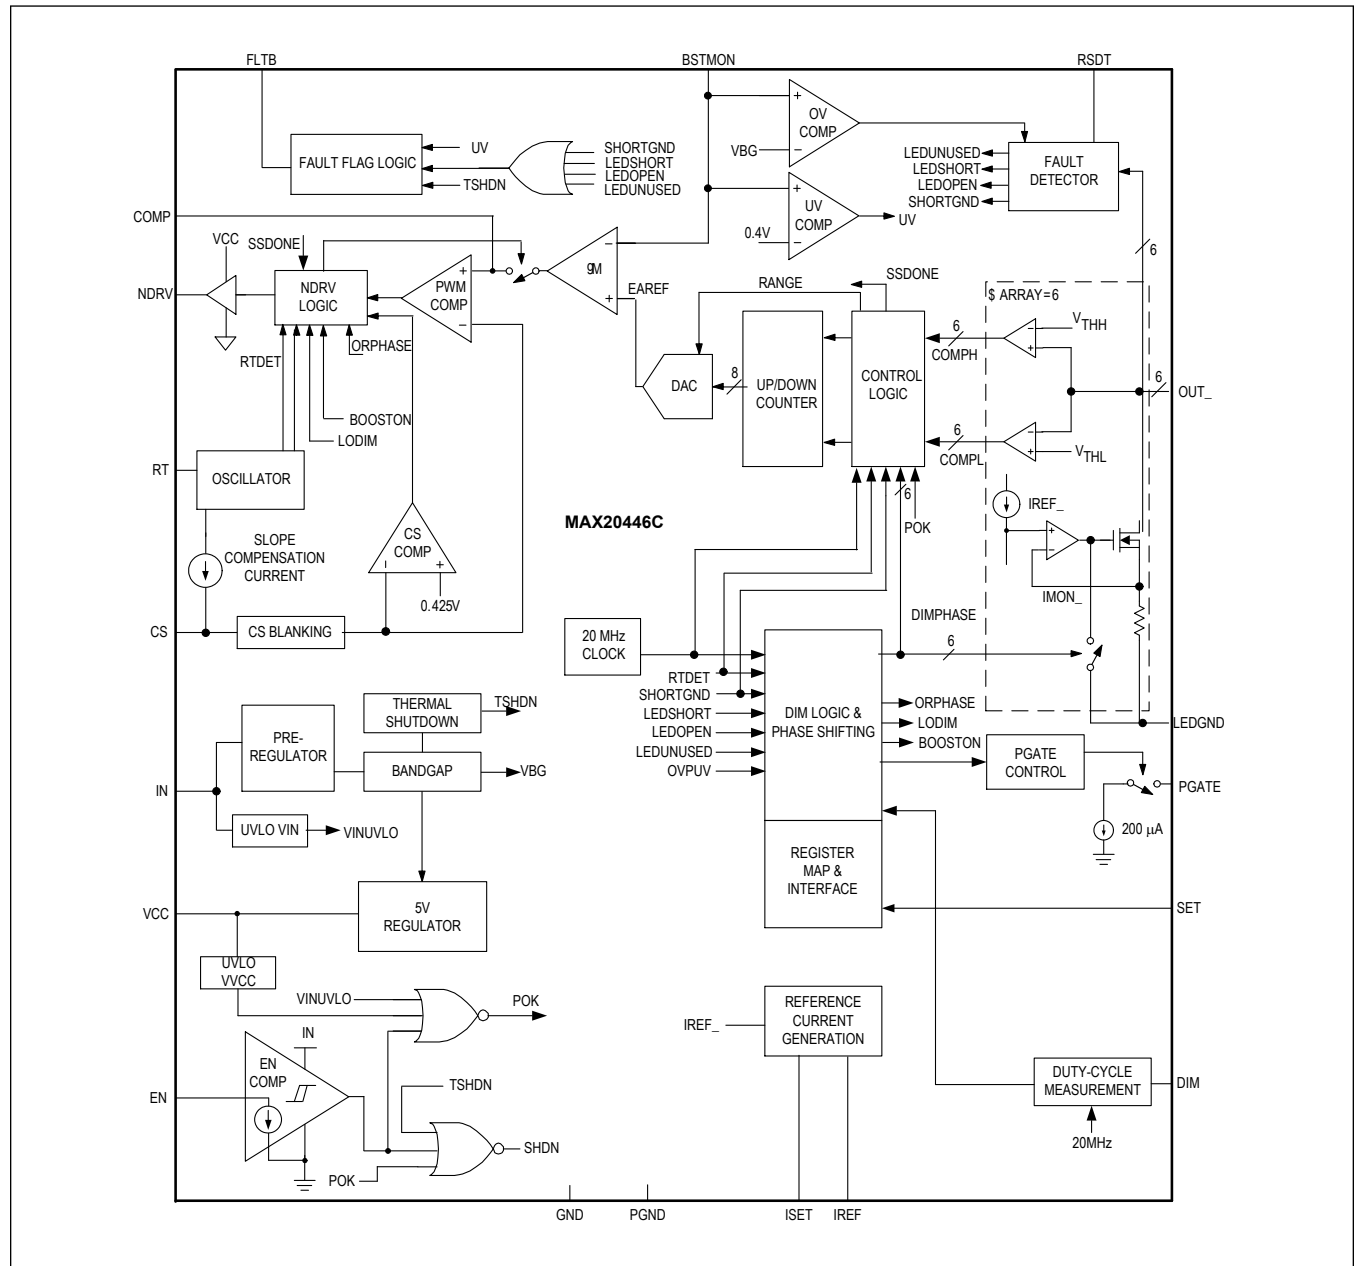 FLTB
BSTMON
RSDT
FAULT FLAG LOGIC
UV
TSHDN
SHORTGND
LEDSHORT
LEDOPEN
LEDUNUSED
+
OV
COMP
VBG
−
LEDUNUSED
LEDSHORT
LEDOPEN
SHORTGND
FAULT
DETECTOR
+
UV
COMP
0.4V
−
UV
6
COMP
VCC
SSDONE
NDRV
NDRV
LOGIC
PWM
COMP
+
−
gM
−
+
EAREF
RTDET
ORPHASE
BOOSTON
LODIM
RANGE
SSDONE
DAC
8
UP/DOWN
COUNTER
CONTROL
LOGIC
6
COMPH
6
COMPL
$ ARRAY=6
−
+
VTHH
−
+
VTHL
6
OUT_
RT
OSCILLATOR
SLOPE
COMPENSATION
CURRENT
CS
COMP
−
+
0.425V
MAX20446C
6
POK
IREF_
+
−
IMON_
CS
CS BLANKING
20 MHz
CLOCK
DIMPHASE
6
RTDET
SHORTGND
LEDSHORT
LEDOPEN
LEDUNUSED
OVPUV
DIM LOGIC &
PHASE SHIFTING
ORPHASE
LODIM
BOOSTON
LEDGND
PGATE
CONTROL
PGATE
200 µA
THERMAL
SHUTDOWN
TSHDN
PRE-
REGULATOR
BANDGAP
VBG
IN
UVLO VIN
VINUVLO
REGISTER
MAP &
INTERFACE
VCC
5V
REGULATOR
SET
UVLO
VVCC
VINUVLO
POK
IN
EN
COMP
EN
TSHDN
SHDN
POK
IREF_
REFERENCE
CURRENT
GENERATION
DUTY-CYCLE
MEASUREMENT
DIM
20MHz
GND
PGND
ISET
IREF